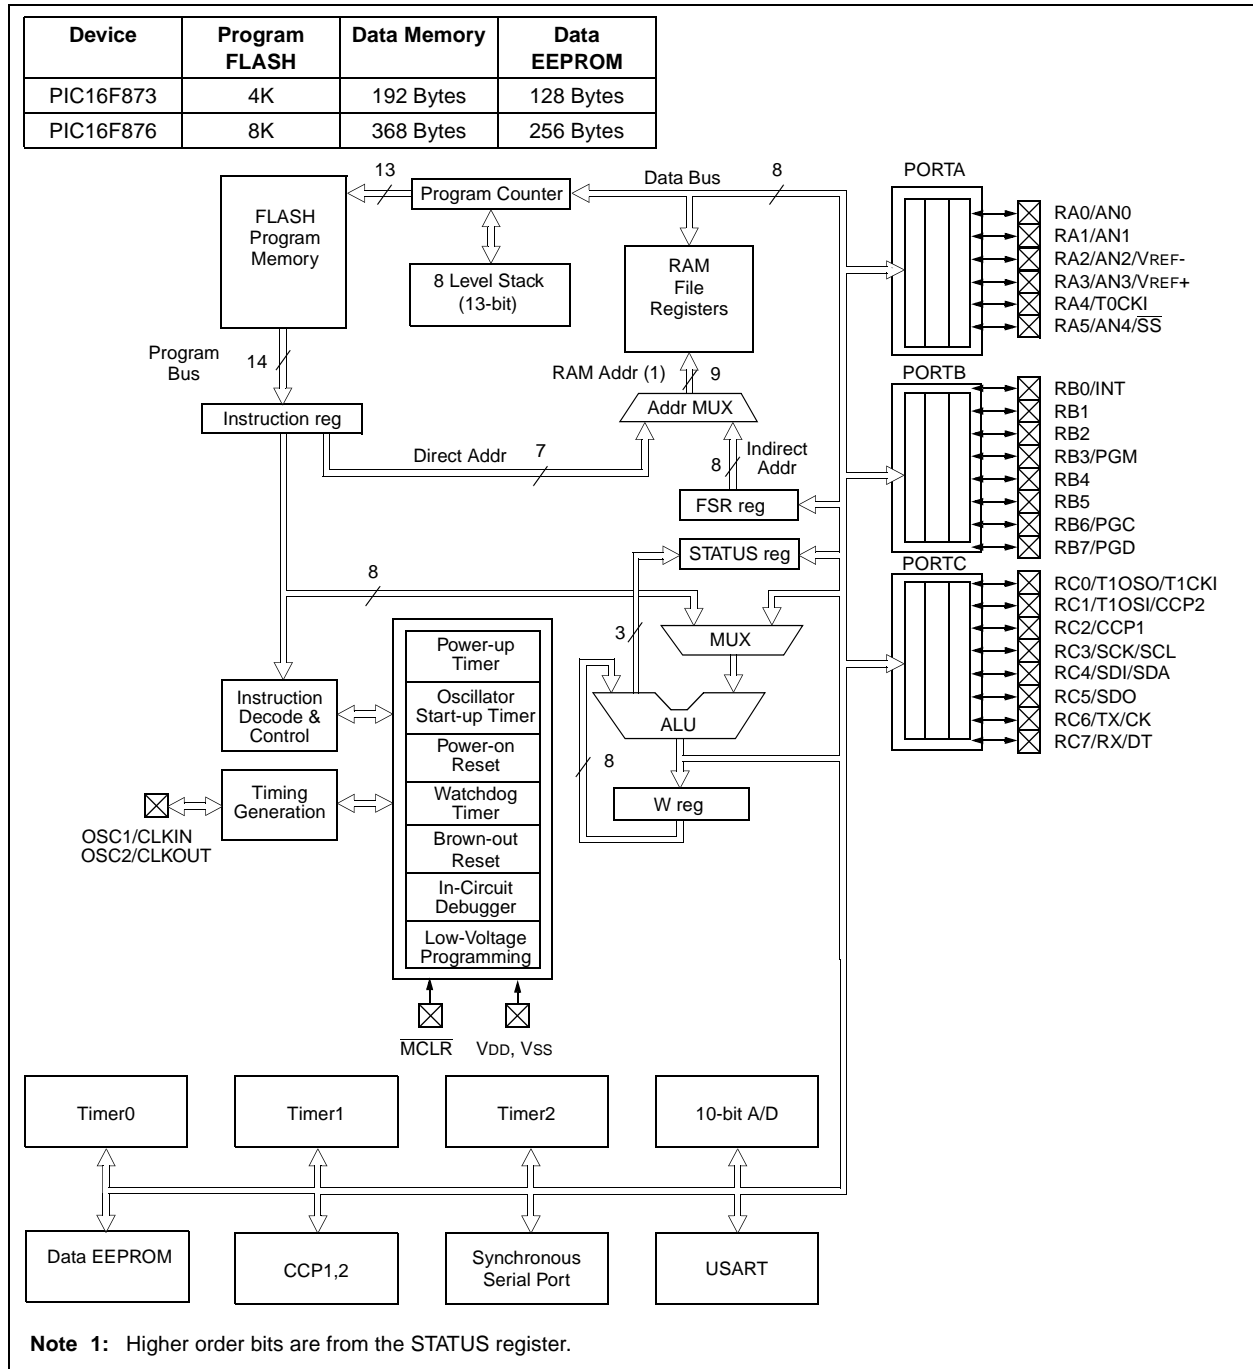 Device Program FLASH Data Memory Data EEPROM
PIC16F873 4K 192 Bytes 128 Bytes
PIC16F876 8K 368 Bytes 256 Bytes
FLASH
Program
Memory
13
Program Counter
Data Bus
8
8 Level Stack
(13-bit)
RAM
File
Registers
Program
Bus
14
RAM Addr (1)
9
Addr MUX
Instruction reg
Direct Addr
7
8
Indirect
Addr
FSR reg
STATUS reg
8
3
MUX
ALU
8
W reg
Power-up
Timer
Oscillator
Start-up Timer
Power-on
Reset
Watchdog
Timer
Brown-out
Reset
In-Circuit
Debugger
Low-Voltage
Programming
Instruction
Decode &
Control
Timing
Generation
OSC1/CLKIN
OSC2/CLKOUT
MCLR
VDD, VSS
PORTA
RA0/AN0
RA1/AN1
RA2/AN2/VREF-
RA3/AN3/VREF+
RA4/T0CKI
RA5/AN4/SS
PORTB
RB0/INT
RB1
RB2
RB3/PGM
RB4
RB5
RB6/PGC
RB7/PGD
PORTC
RC0/T1OSO/T1CKI
RC1/T1OSI/CCP2
RC2/CCP1
RC3/SCK/SCL
RC4/SDI/SDA
RC5/SDO
RC6/TX/CK
RC7/RX/DT
Timer0
Timer1
Timer2
10-bit A/D
Data EEPROM
CCP1,2
Synchronous
Serial Port
USART
Note 1: Higher order bits are from the STATUS register.